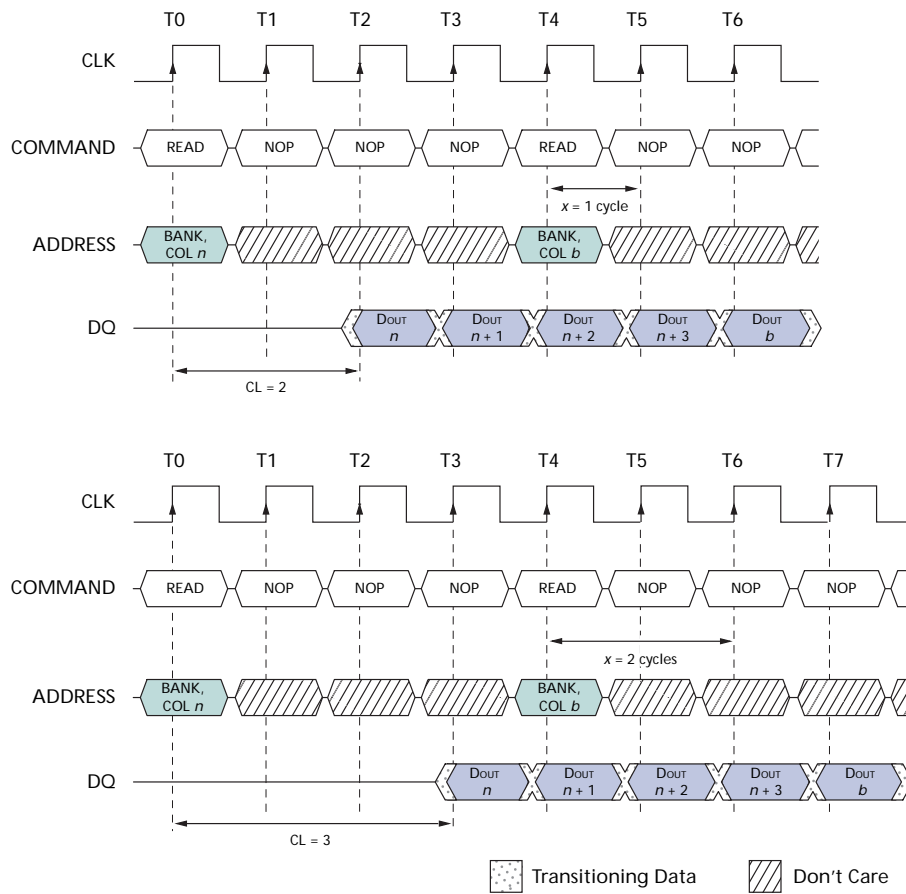 T0 T1 T2 T3 T4 T5 T6
CLK
COMMAND READ NOP NOP NOP READ NOP NOP
x = 1 cycle
ADDRESS BANK, COL n BANK, COL b
DQ DOUT n DOUT n + 1 DOUT n + 2 DOUT n + 3 DOUT b
CL = 2
T0 T1 T2 T3 T4 T5 T6 T7
CLK
COMMAND READ NOP NOP NOP READ NOP NOP NOP
x = 2 cycles
ADDRESS BANK, COL n BANK, COL b
DQ DOUT n DOUT n + 1 DOUT n + 2 DOUT n + 3 DOUT b
CL = 3
Transitioning Data Don't Care